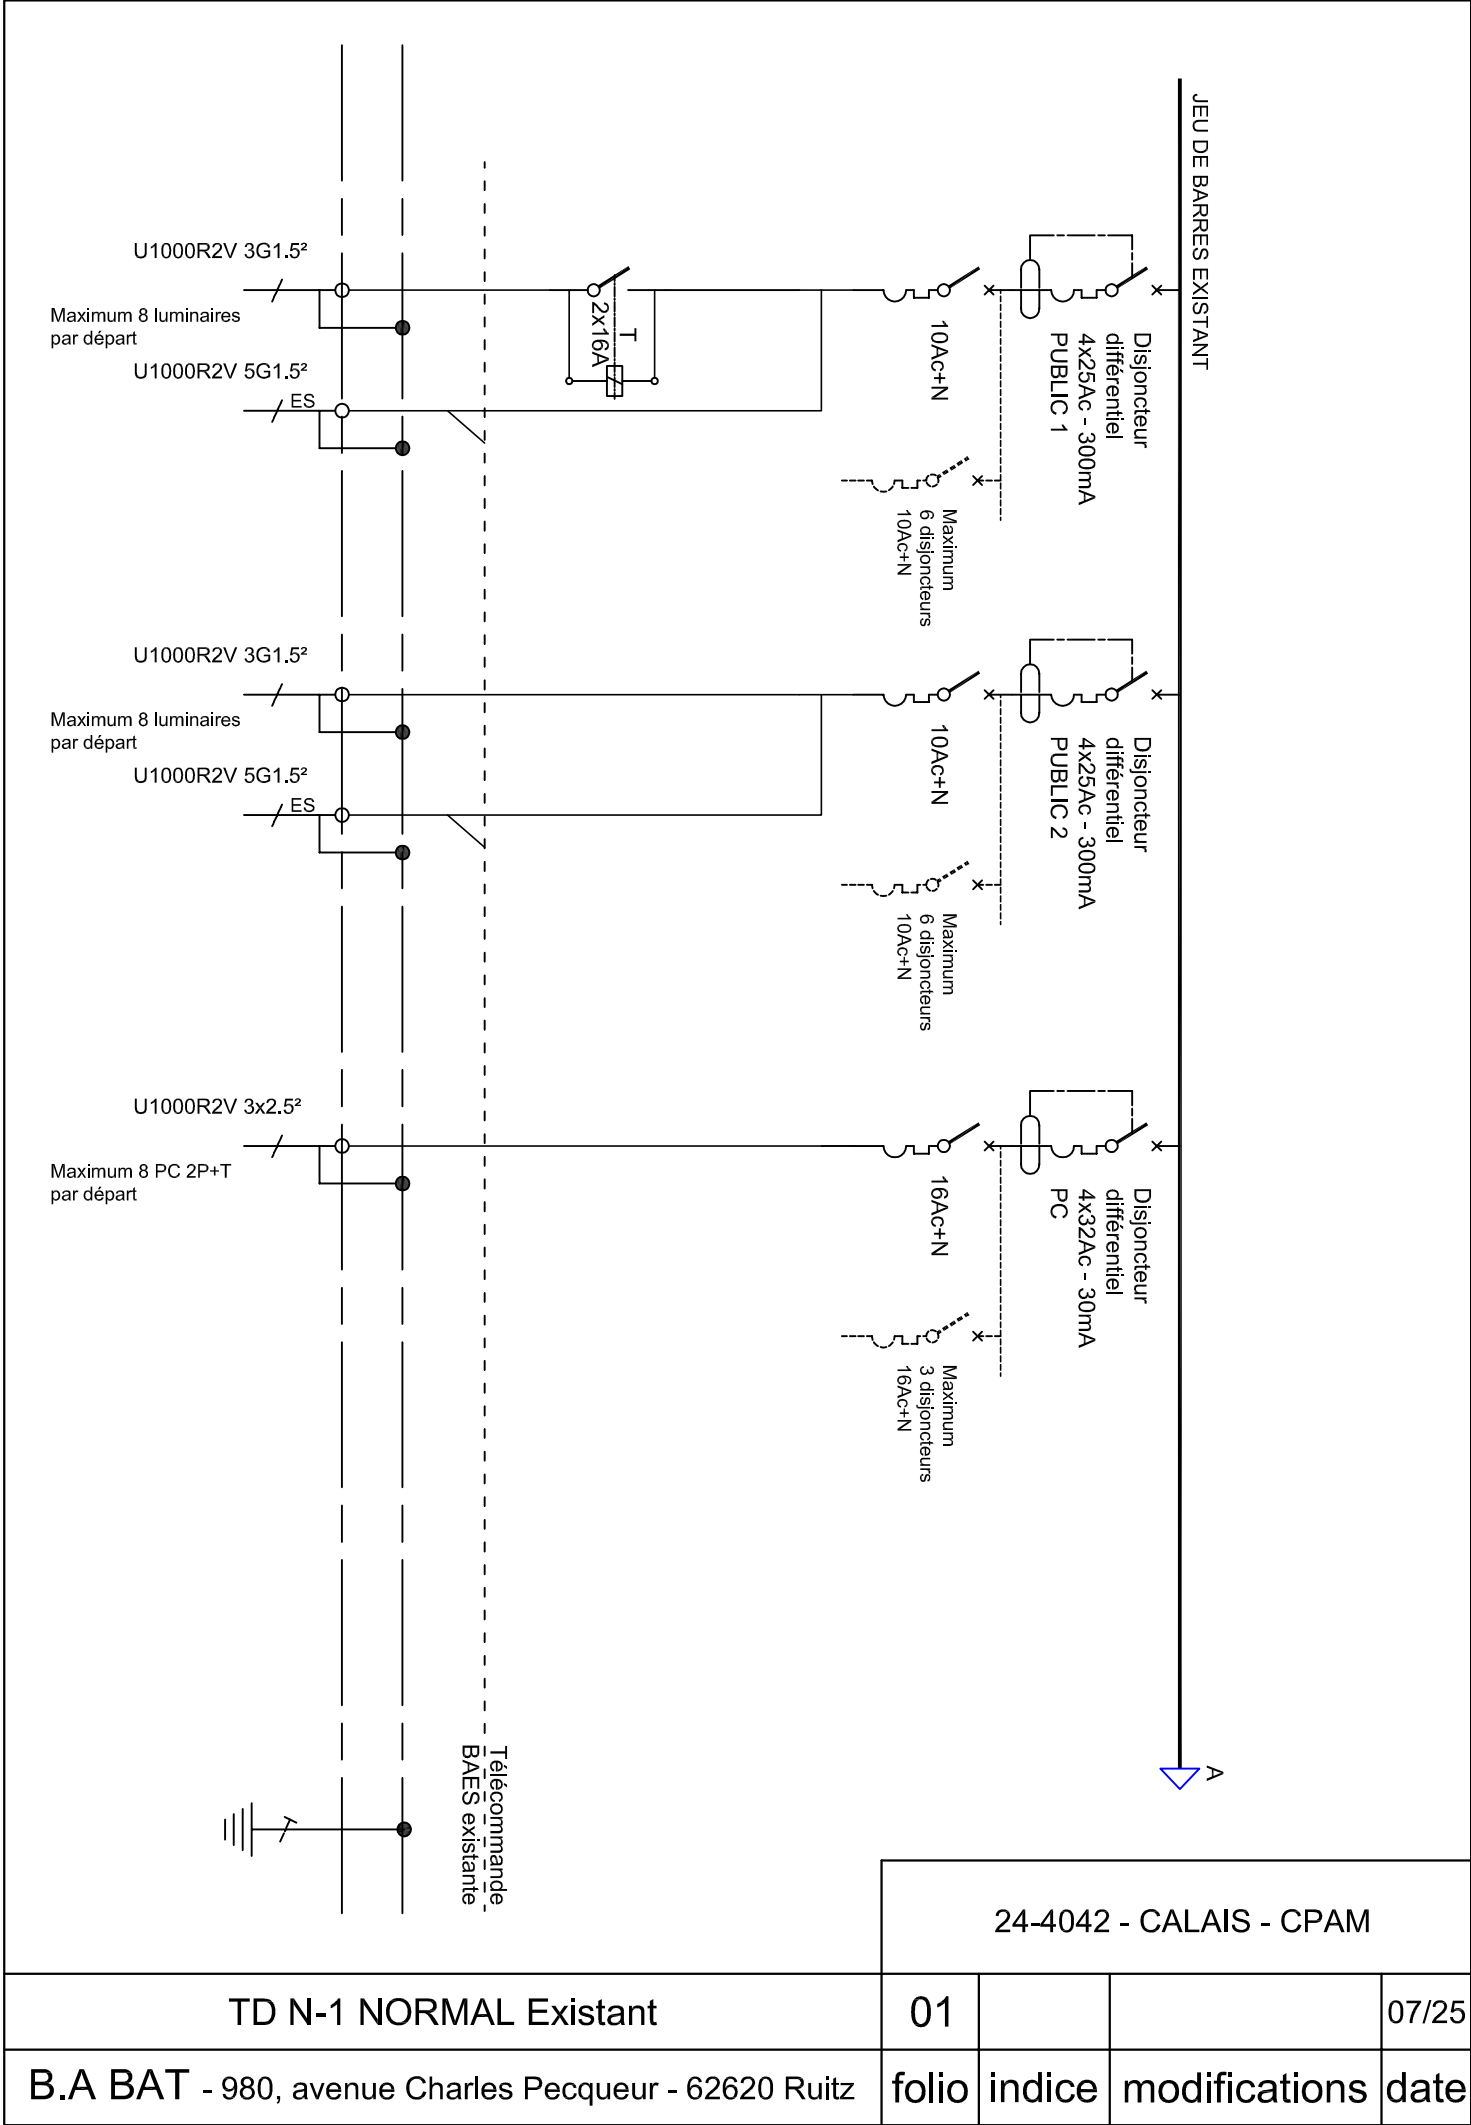 JEU DE BARRES EXISTANT
Disjoncteur
différentiel
4x25Ac - 300mA
PUBLIC 1
10Ac+N
Maximum
6 disjoncteurs
10Ac+N
T
2x16A
U1000R2V 3G1.5²
Maximum 8 luminaires
par départ
U1000R2V 5G1.5²
ES
Disjoncteur
différentiel
4x25Ac - 300mA
PUBLIC 2
10Ac+N
Maximum
6 disjoncteurs
10Ac+N
U1000R2V 3G1.5²
Maximum 8 luminaires
par départ
U1000R2V 5G1.5²
ES
Disjoncteur
différentiel
4x32Ac - 30mA
PC
16Ac+N
Maximum
3 disjoncteurs
16Ac+N
U1000R2V 3x2.5²
Maximum 8 PC 2P+T
par départ
A
Télécommande
BAES existante
24-4042 - CALAIS - CPAM
TD N-1 NORMAL Existant
01
07/25
B.A BAT - 980, avenue Charles Pecqueur - 62620 Ruitz
folio
indice
modifications
date